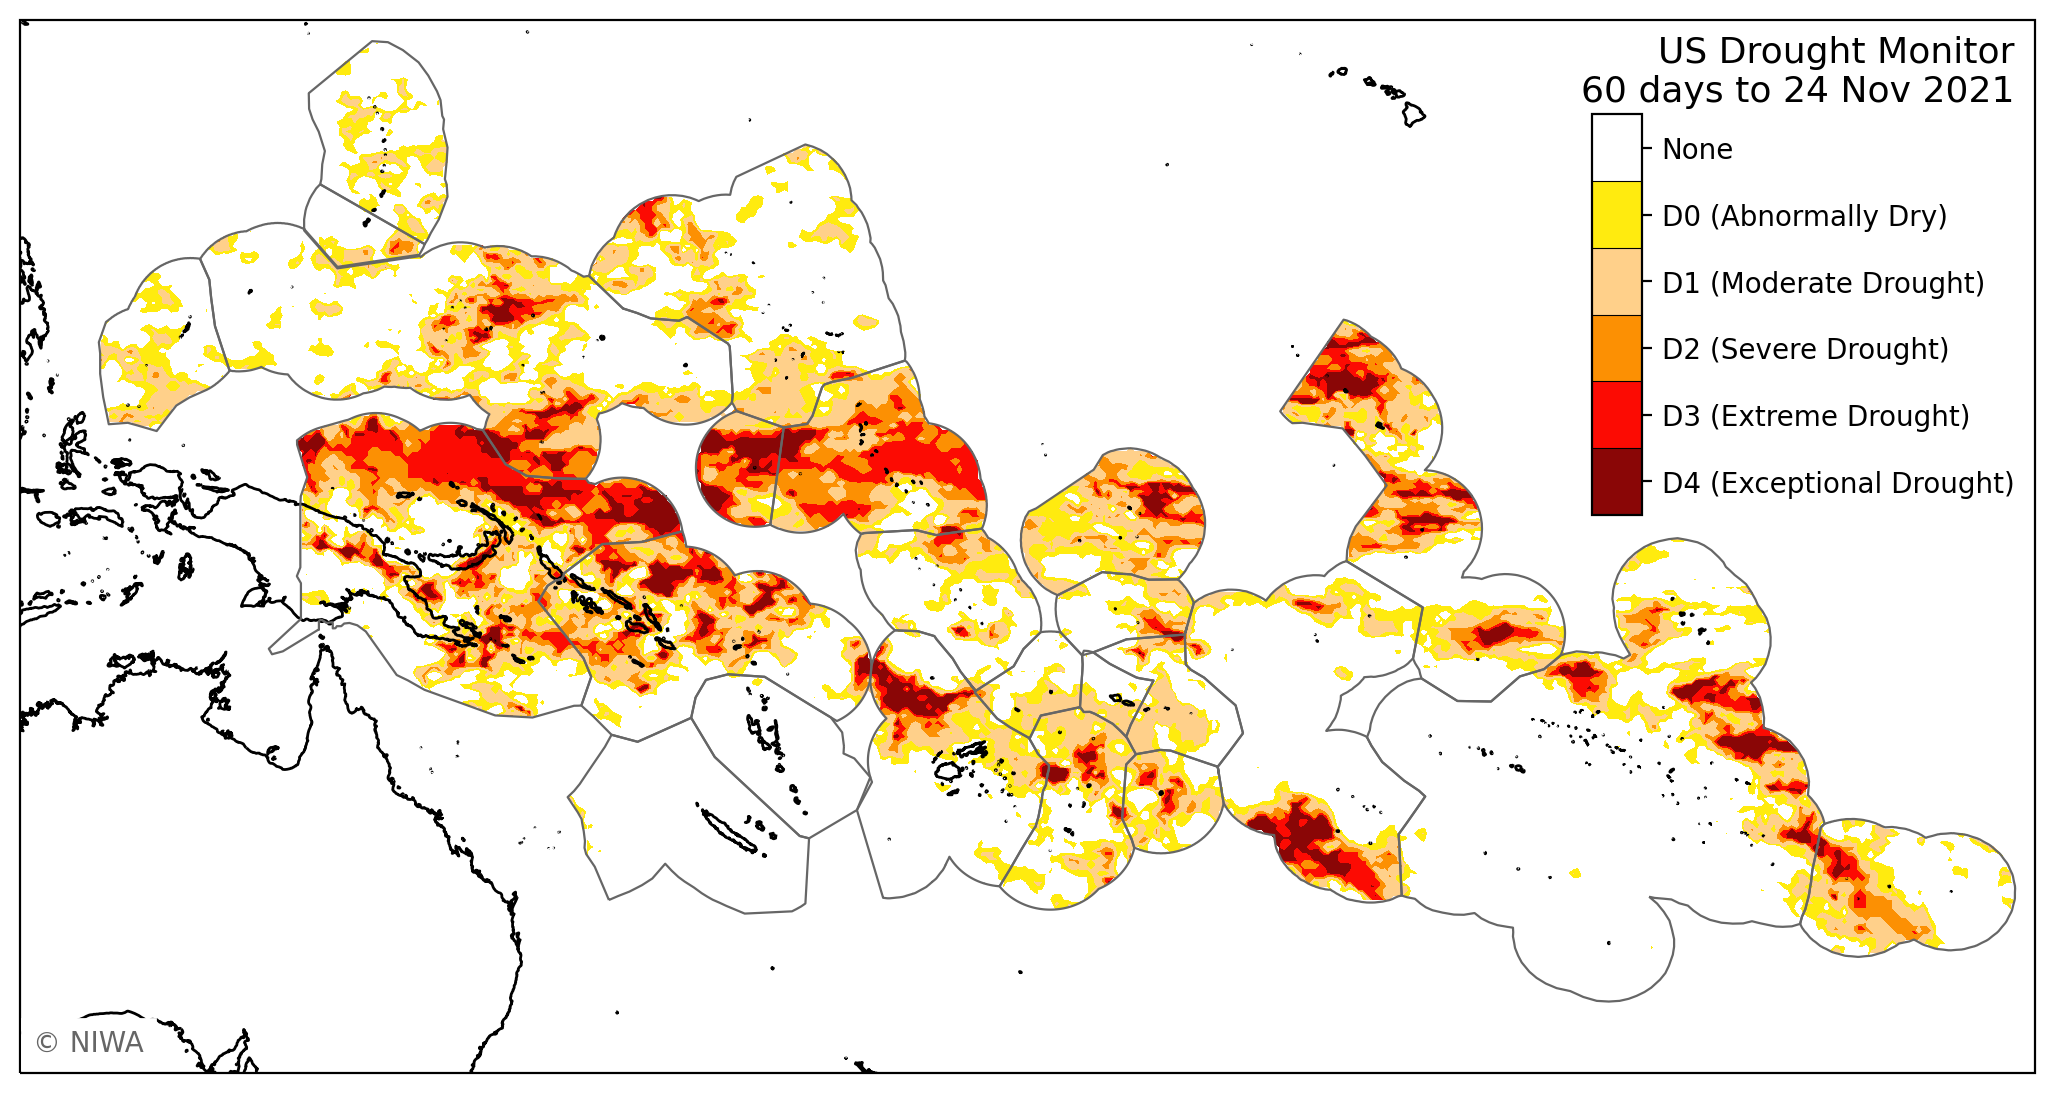 US Drought Monitor
60 days to 24 Nov 2021
None
D0 (Abnormally Dry)
D1 (Moderate Drought)
D2 (Severe Drought)
D3 (Extreme Drought)
D4 (Exceptional Drought)
© NIWA